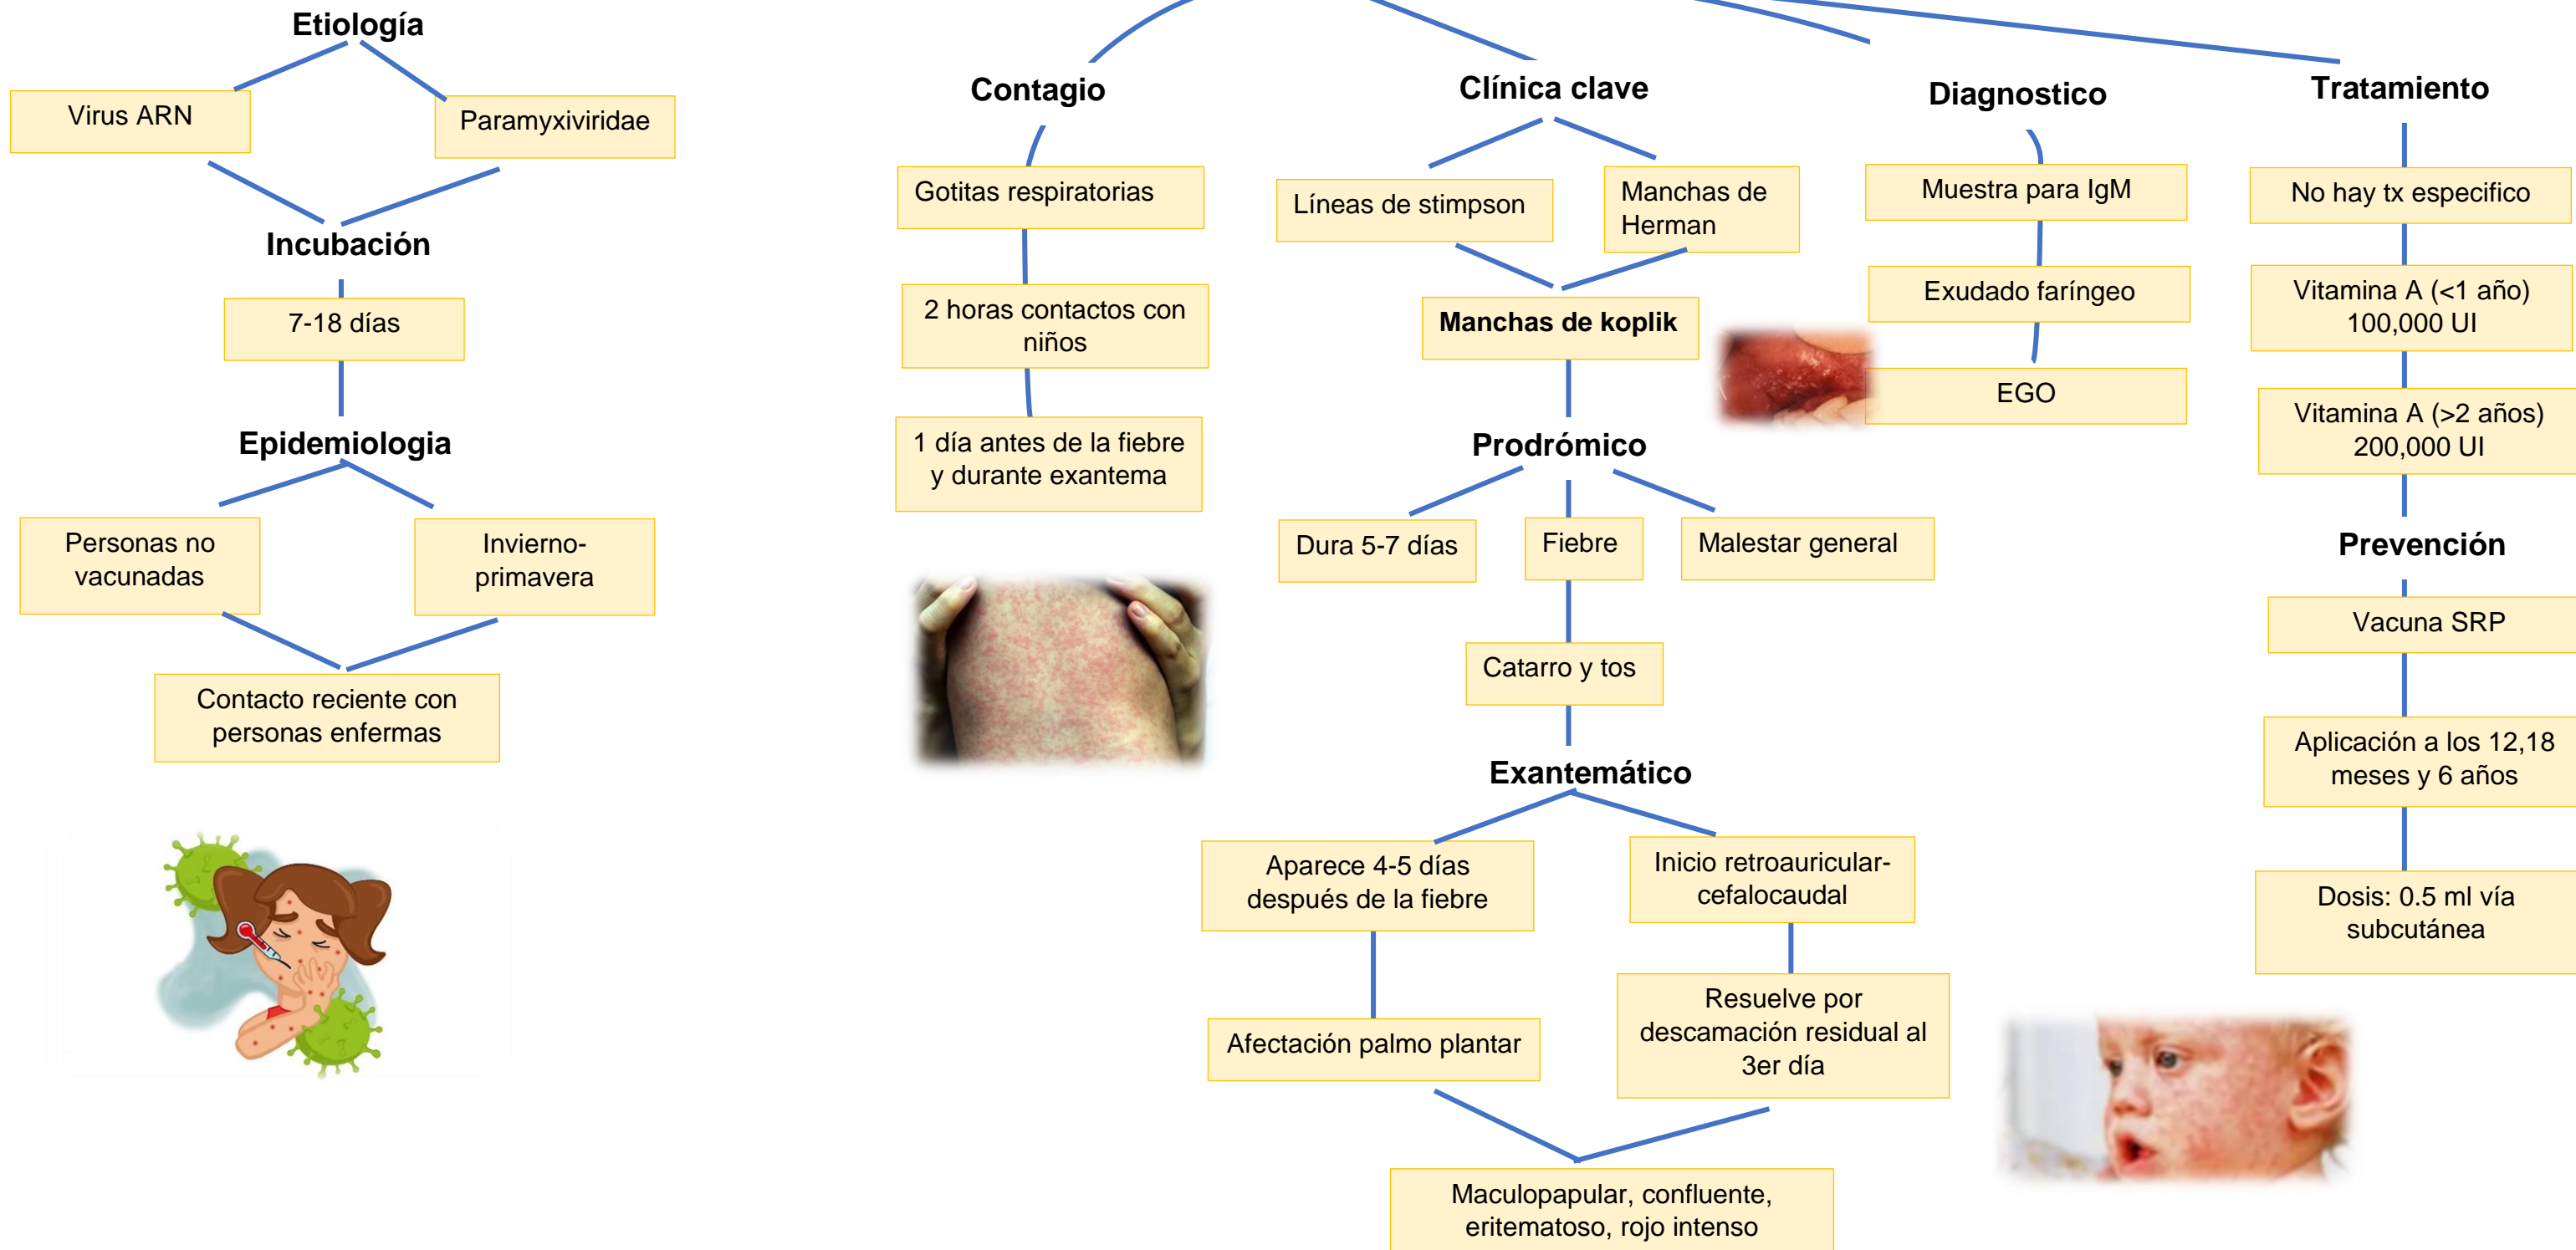 Etiología
Virus ARN
Paramyxiviridae
Incubación
7-18 días
Epidemiologia
Personas no
vacunadas
Invierno-
primavera
Contacto reciente con
personas enfermas
Contagio
Gotitas respiratorias
2 horas contactos con
niños
1 día antes de la fiebre
y durante exantema
Clínica clave
Líneas de stimpson
Manchas de
Herman
Manchas de koplik
Prodrómico
Dura 5-7 días
Fiebre
Malestar general
Catarro y tos
Exantemático
Aparece 4-5 días
después de la fiebre
Inicio retroauricular-
cefalocaudal
Afectación palmo plantar
Resuelve por
descamación residual al
3er día
Maculopapular, confluente,
eritematoso, rojo intenso
Diagnostico
Muestra para IgM
Exudado faríngeo
EGO
Tratamiento
No hay tx especifico
Vitamina A (<1 año)
100,000 UI
Vitamina A (>2 años)
200,000 UI
Prevención
Vacuna SRP
Aplicación a los 12,18
meses y 6 años
Dosis: 0.5 ml vía
subcutánea